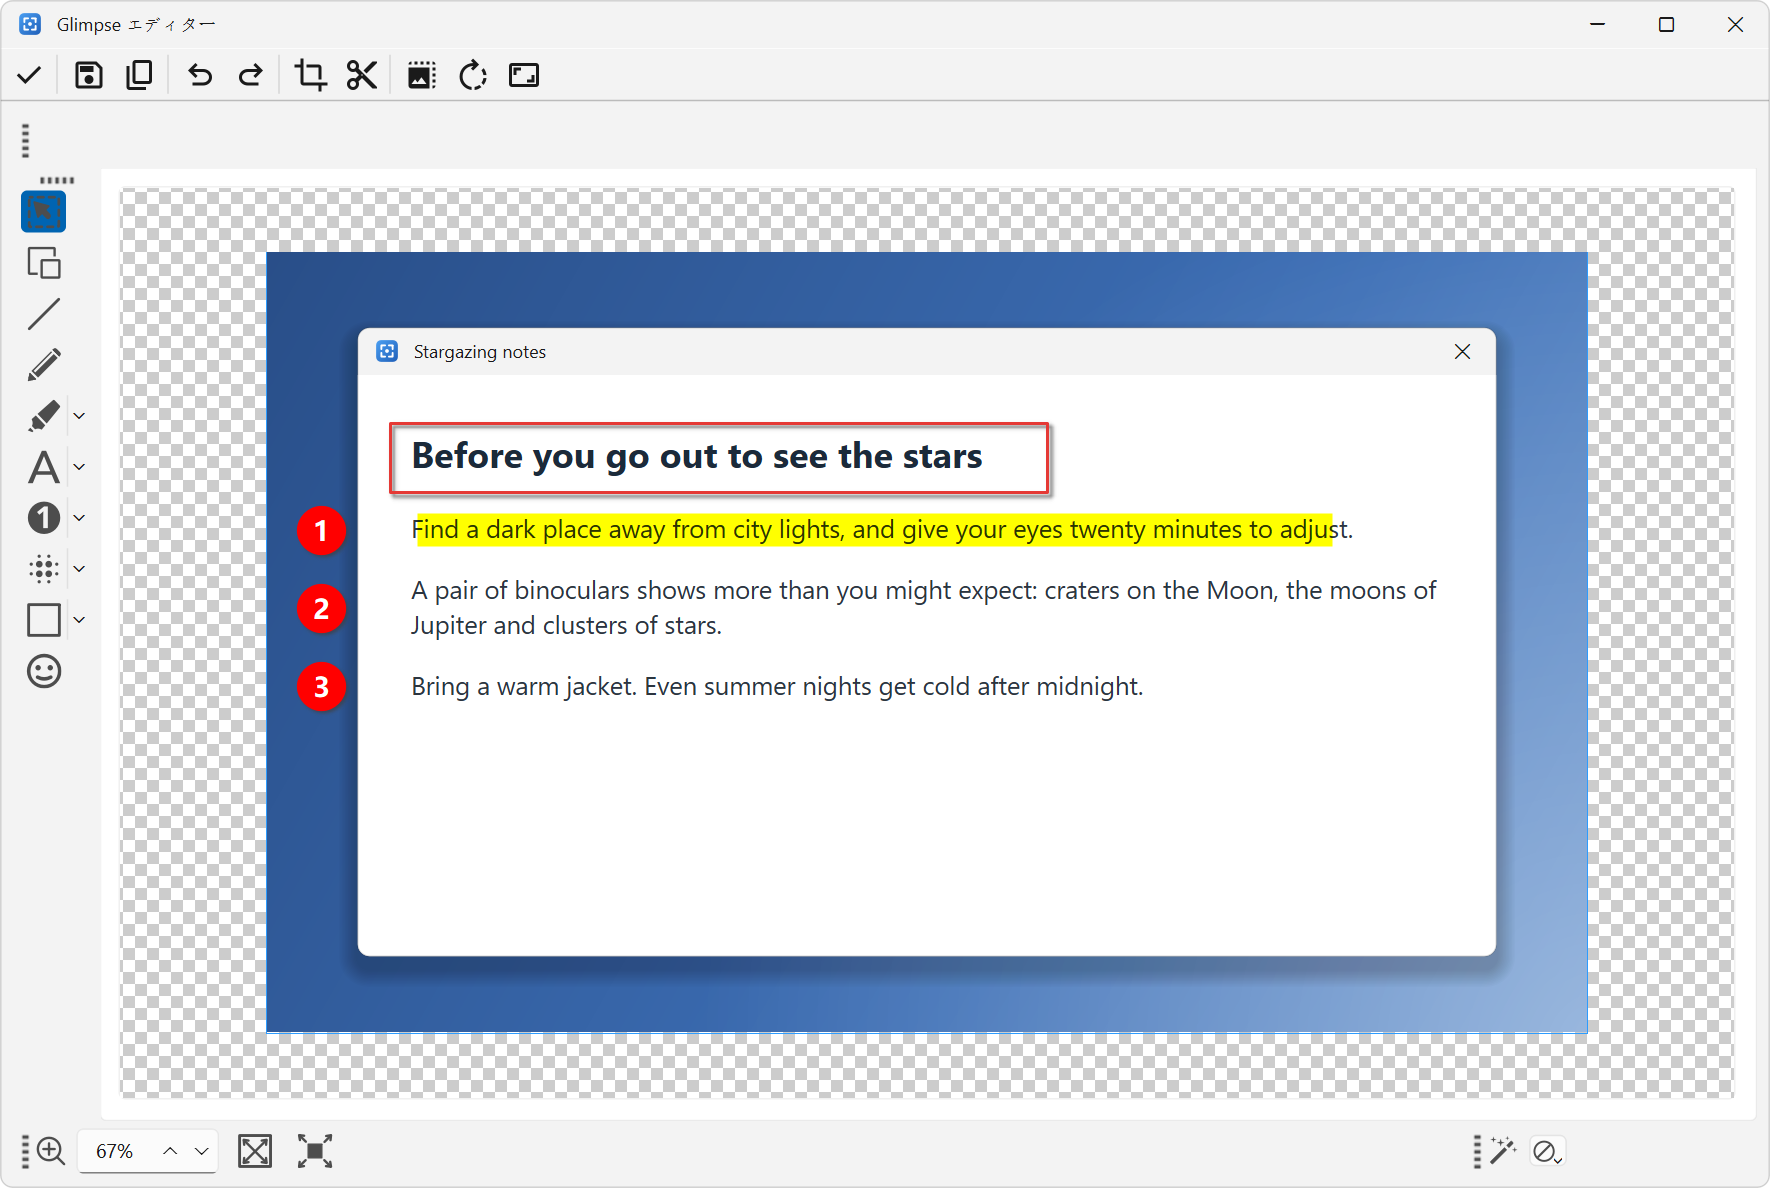 Glimpse エディター
Stargazing notes
Before you go out to see the stars
1
Find a dark place away from city lights, and give your eyes twenty minutes to adjust.
2
A pair of binoculars shows more than you might expect: craters on the Moon, the moons of
Jupiter and clusters of stars.
3
Bring a warm jacket. Even summer nights get cold after midnight.
A
1
67%